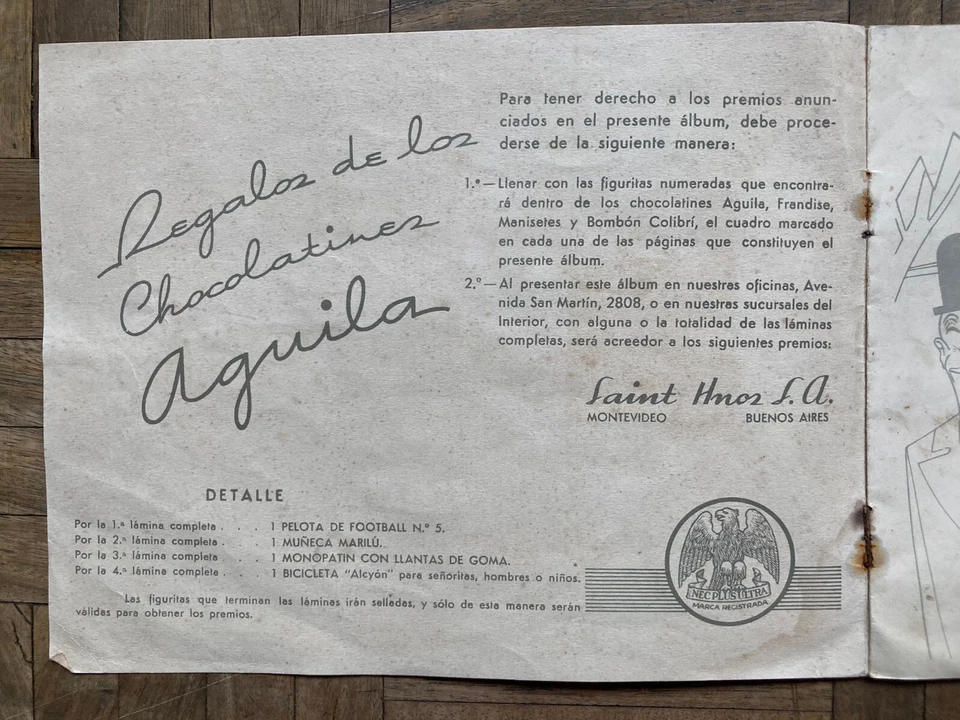 Regalos de los
Chocolatines
Aguila
Para tener derecho a los premios anun-
ciados en el presente álbum, debe proce-
derse de la siguiente manera:
1.º — Llenar con las figuritas numeradas que encontra-
rá dentro de los chocolatines Aguila, Frandise,
Manisetes y Bombón Colibrí, el cuadro marcado
en cada una de las páginas que constituyen el
presente álbum.
2.º — Al presentar este álbum en nuestras oficinas, Ave-
nida San Martín, 2808, o en nuestras sucursales del
Interior, con alguna o la totalidad de las láminas
completas, será acreedor a los siguientes premios:
Saint Hnos S. A.
MONTEVIDEO BUENOS AIRES
DETALLE
Por la 1.ª lámina completa . . . 1 PELOTA DE FOOTBALL N.º 5.
Por la 2.ª lámina completa . . . 1 MUÑECA MARILÚ.
Por la 3.ª lámina completa . . . 1 MONOPATIN CON LLANTAS DE GOMA.
Por la 4.ª lámina completa . . . 1 BICICLETA "Alcyón" para señoritas, hombres o niños.
Las figuritas que terminan las láminas irán selladas, y sólo de esta manera serán
válidas para obtener los premios.
NEC PLUS ULTRA
MARCA REGISTRADA